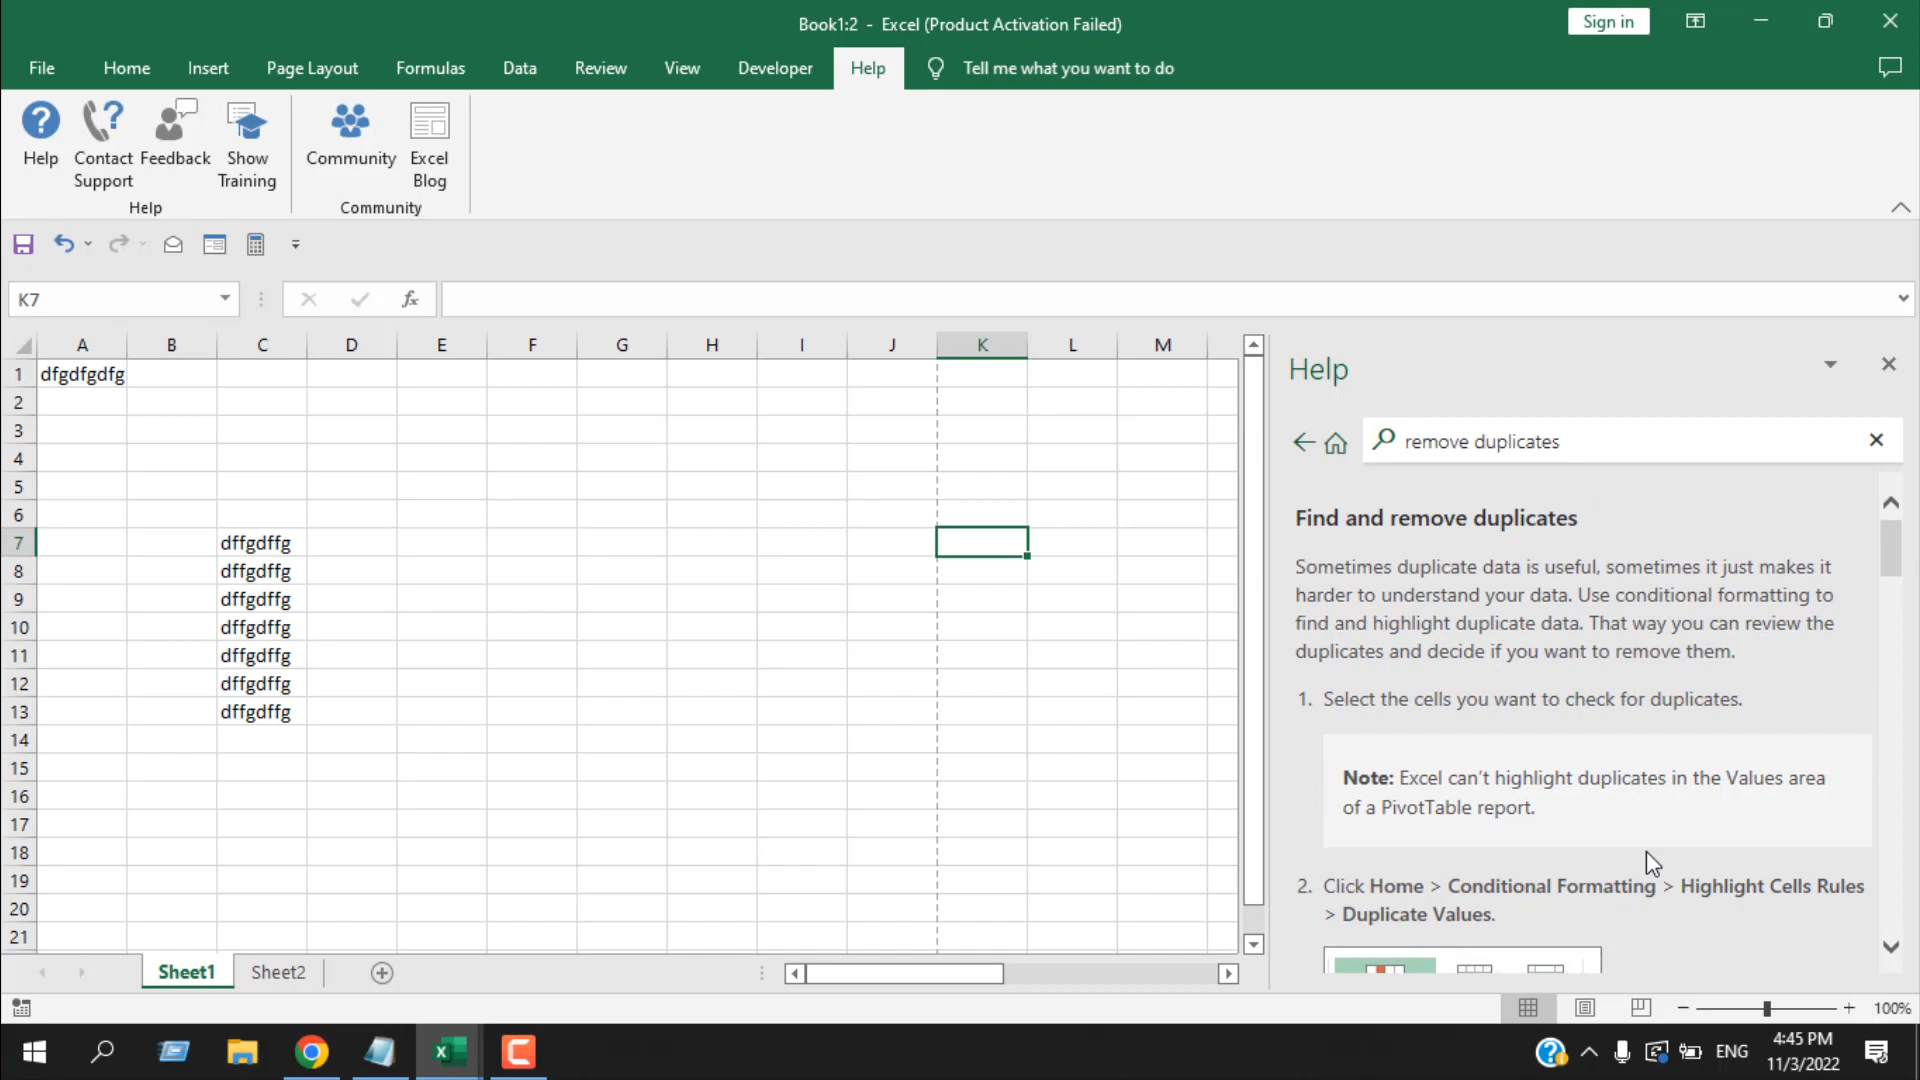 Book1:2 - Excel (Product Activation Failed)
Sign in
File Home Insert Page Layout Formulas Data Review View Developer Help Tell me what you want to do
Help Contact Support Feedback Show Training Community Excel Blog
Help Community
K7
fx
A B C D E F G H I J K L M
1 dfgdfgdfg
2
3
4
5
6
7 dffgdffg
8 dffgdffg
9 dffgdffg
10 dffgdffg
11 dffgdffg
12 dffgdffg
13 dffgdffg
14
15
16
17
18
19
20
21
Help
remove duplicates
Find and remove duplicates
Sometimes duplicate data is useful, sometimes it just makes it
harder to understand your data. Use conditional formatting to
find and highlight duplicate data. That way you can review the
duplicates and decide if you want to remove them.
1. Select the cells you want to check for duplicates.
Note: Excel can't highlight duplicates in the Values area
of a PivotTable report.
2. Click Home > Conditional Formatting > Highlight Cells Rules
> Duplicate Values.
Sheet1 Sheet2
100%
ENG
4:45 PM
11/3/2022